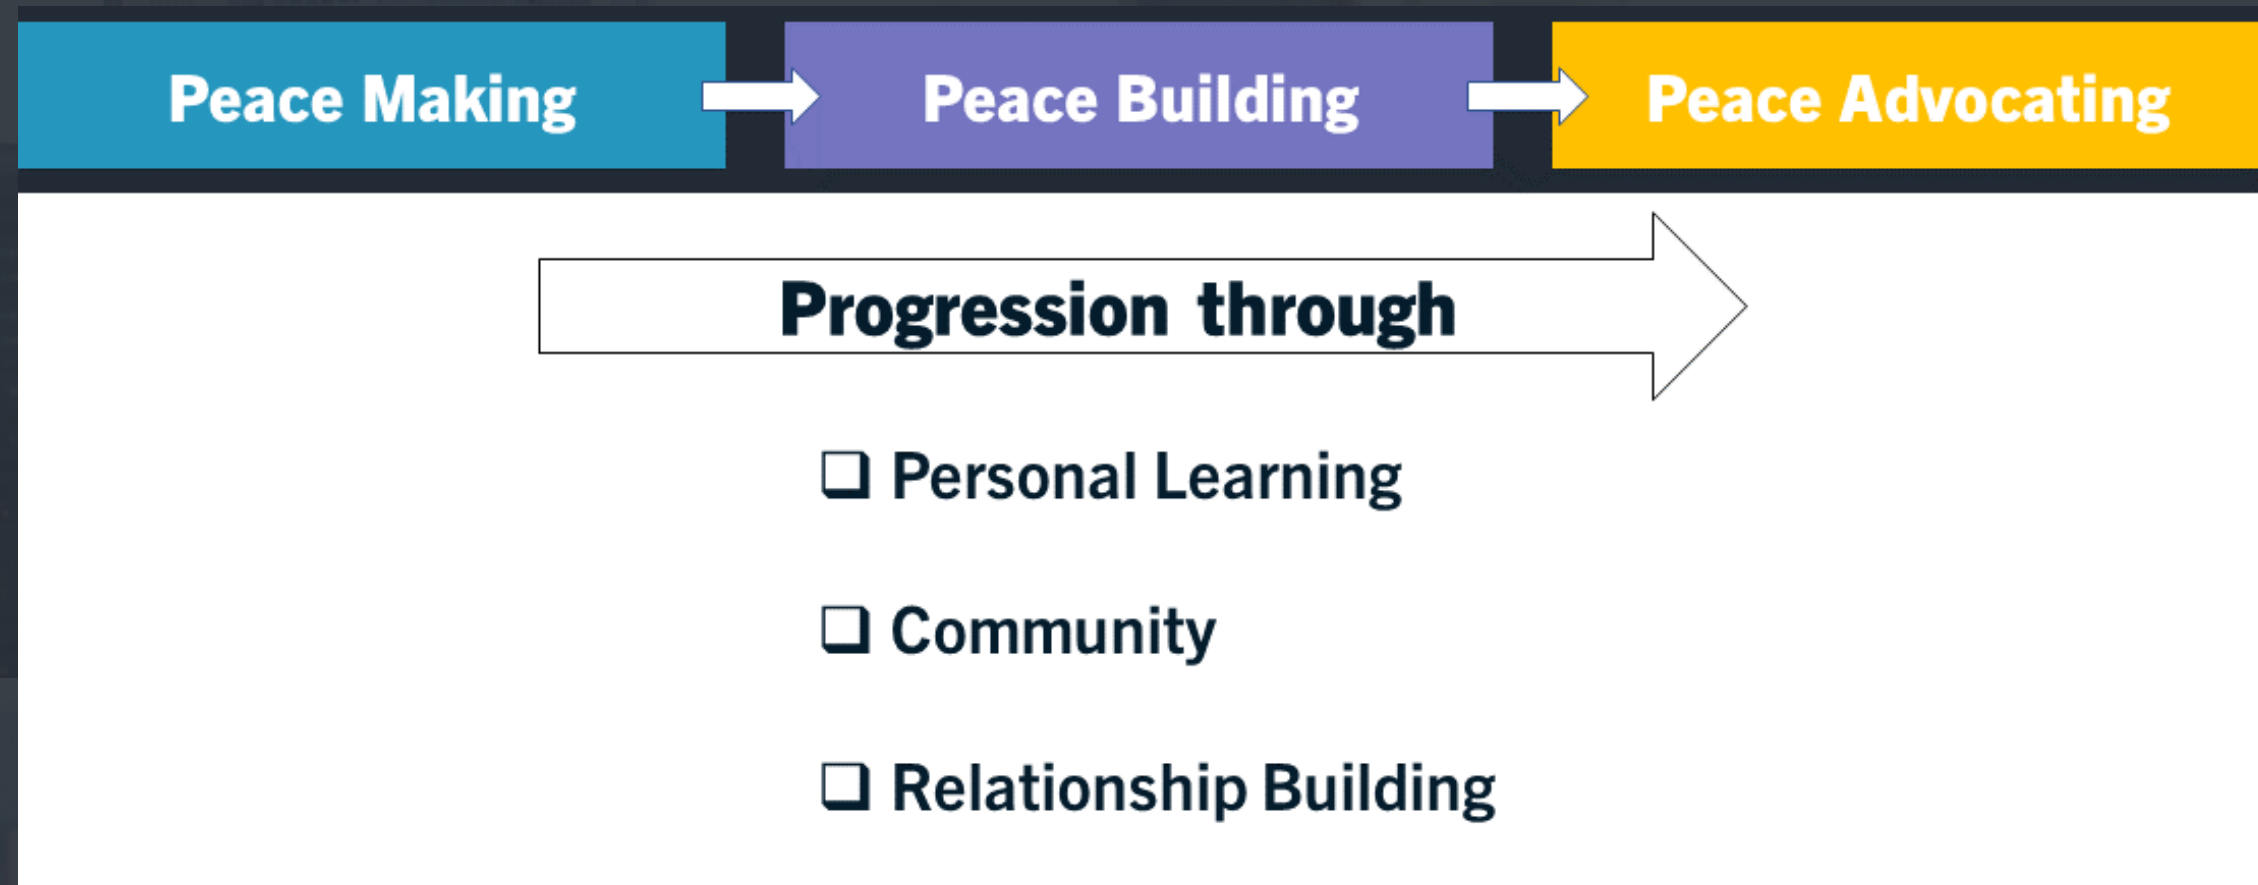 Peace Making
Peace Building
Peace Advocating
Progression through
Personal Learning
Community
Relationship Building